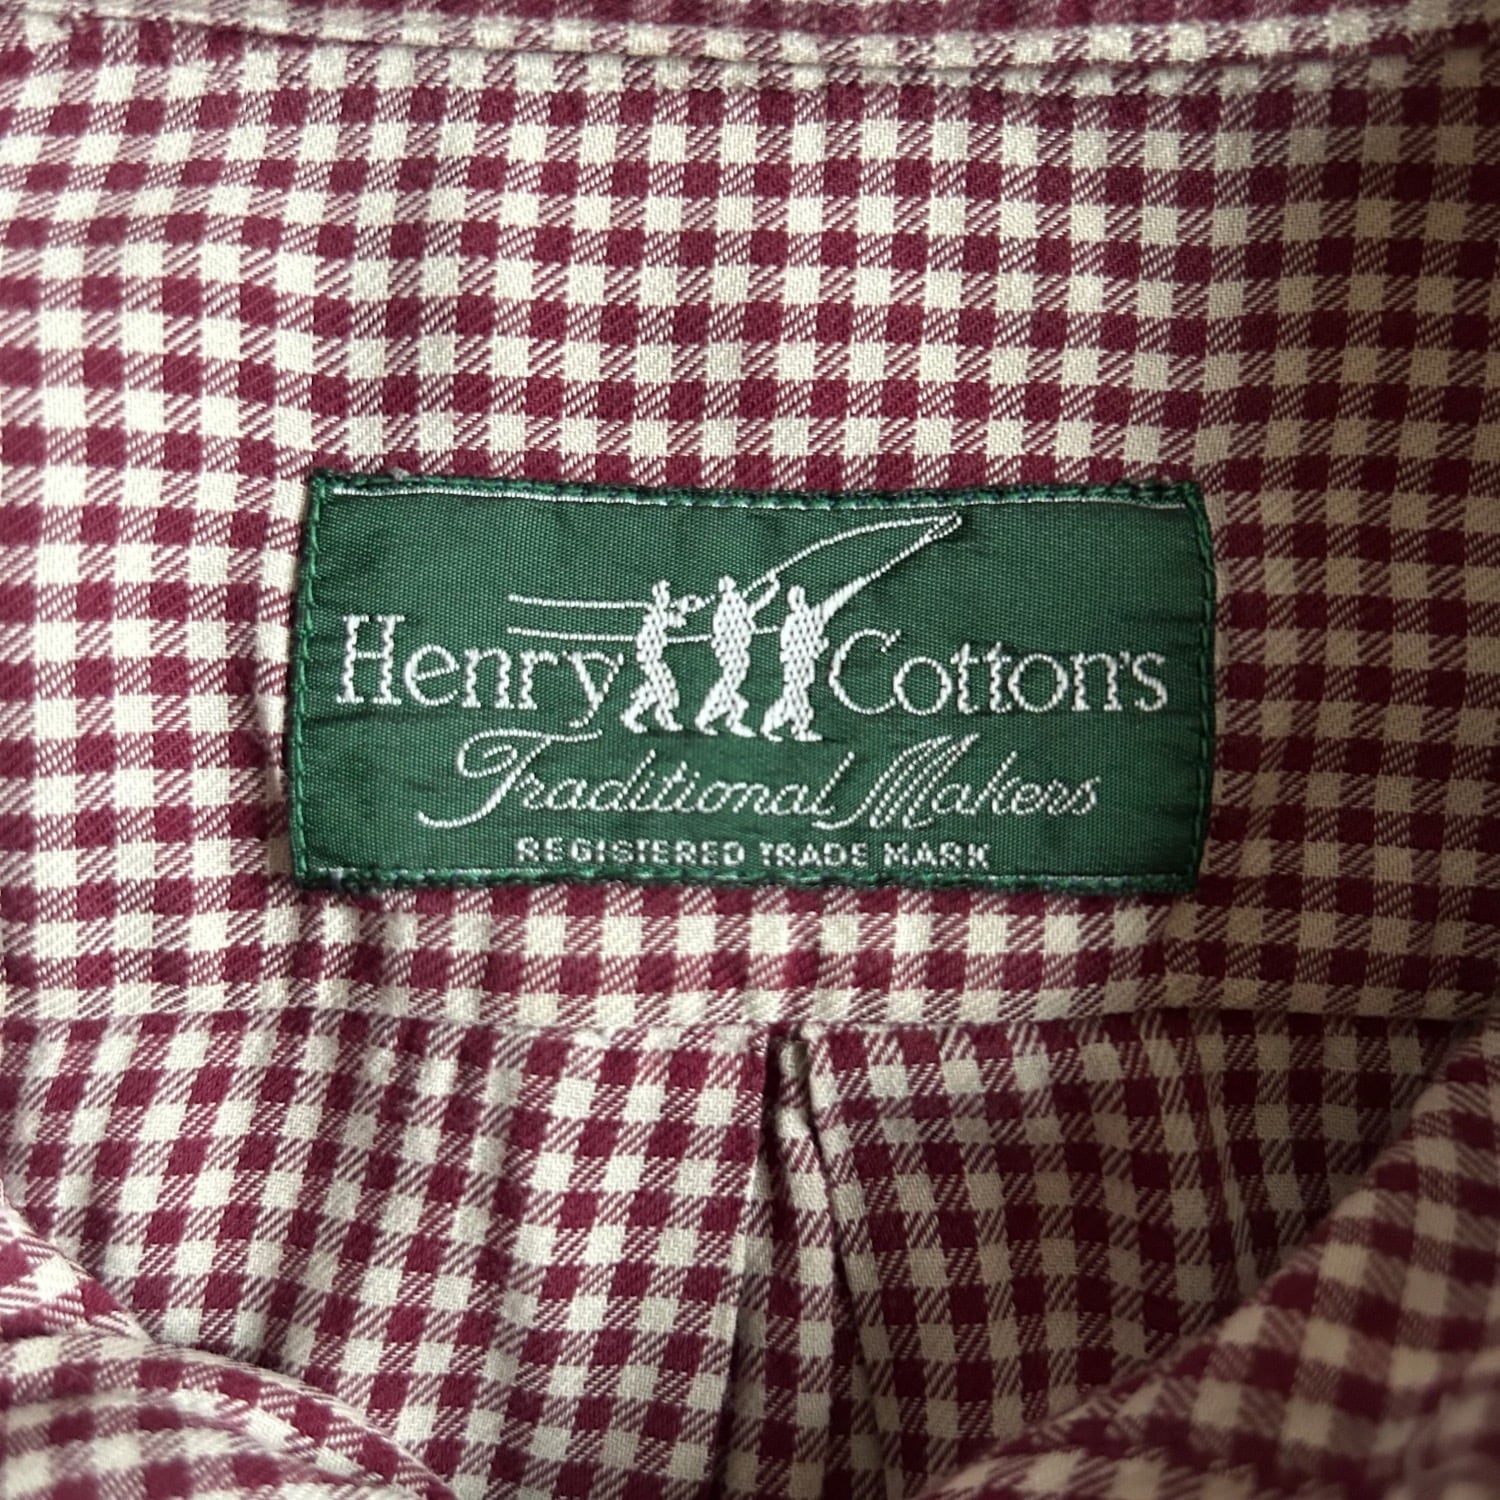 Henry Cotton's
Traditional Makers
REGISTERED TRADE MARK